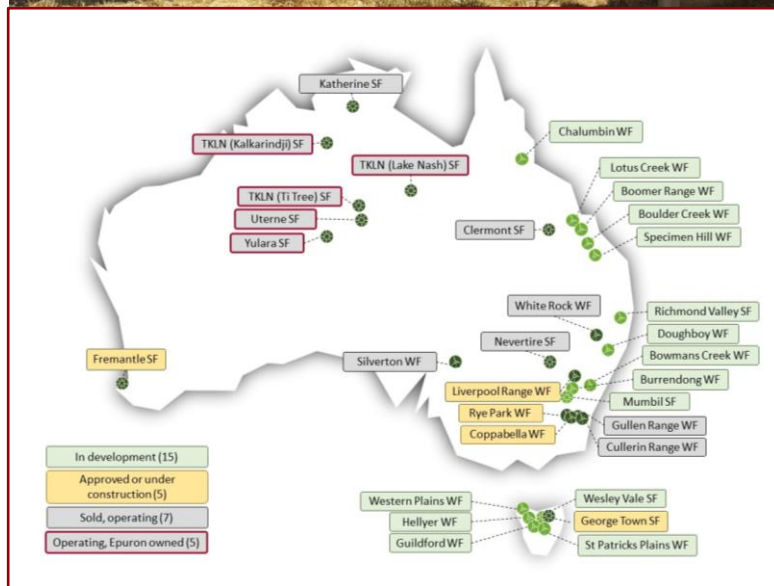 Katherine SF
TKLN (Kalkarindji) SF
Chalumbin WF
TKLN (Lake Nash) SF
Lotus Creek WF
Boomer Range WF
TKLN (Ti Tree) SF
Boulder Creek WF
Uterne SF
Clermont SF
Specimen Hill WF
Yulara SF
White Rock WF
Richmond Valley SF
Doughboy WF
Nevertire SF
Fremantle SF
Silverton WF
Bowmans Creek WF
Liverpool Range WF
Burrendong WF
Mumbil SF
Rye Park WF
Gullen Range WF
Coppabella WF
Cullerin Range WF
In development (15)
Approved or under
construction (5)
Sold, operating (7)
Operating, Epuron owned (5)
Western Plains WF
Wesley Vale SF
Hellyer WF
George Town SF
Guildford WF
St Patricks Plains WF